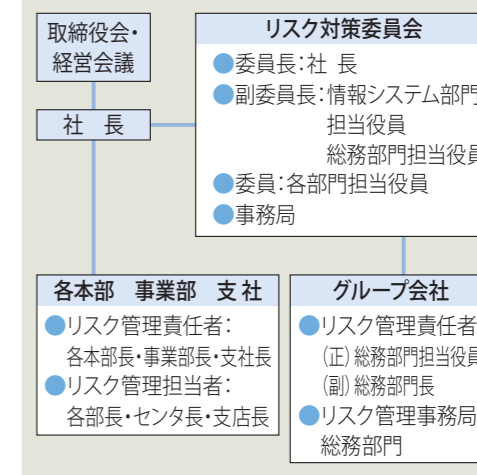 取締役会・
経営会議
社 長
リスク対策委員会
●委員長：社 長
●副委員長：情報システム部門
担当役員
総務部門担当役員
●委員：各部門担当役員
●事務局
各本部 事業部 支社
●リスク管理責任者：
各本部長・事業部長・支社長
●リスク管理担当者：
各部長・センタ長・支店長
グループ会社
●リスク管理責任者
(正)総務部門担当役員
(副)総務部門長
●リスク管理事務局
総務部門